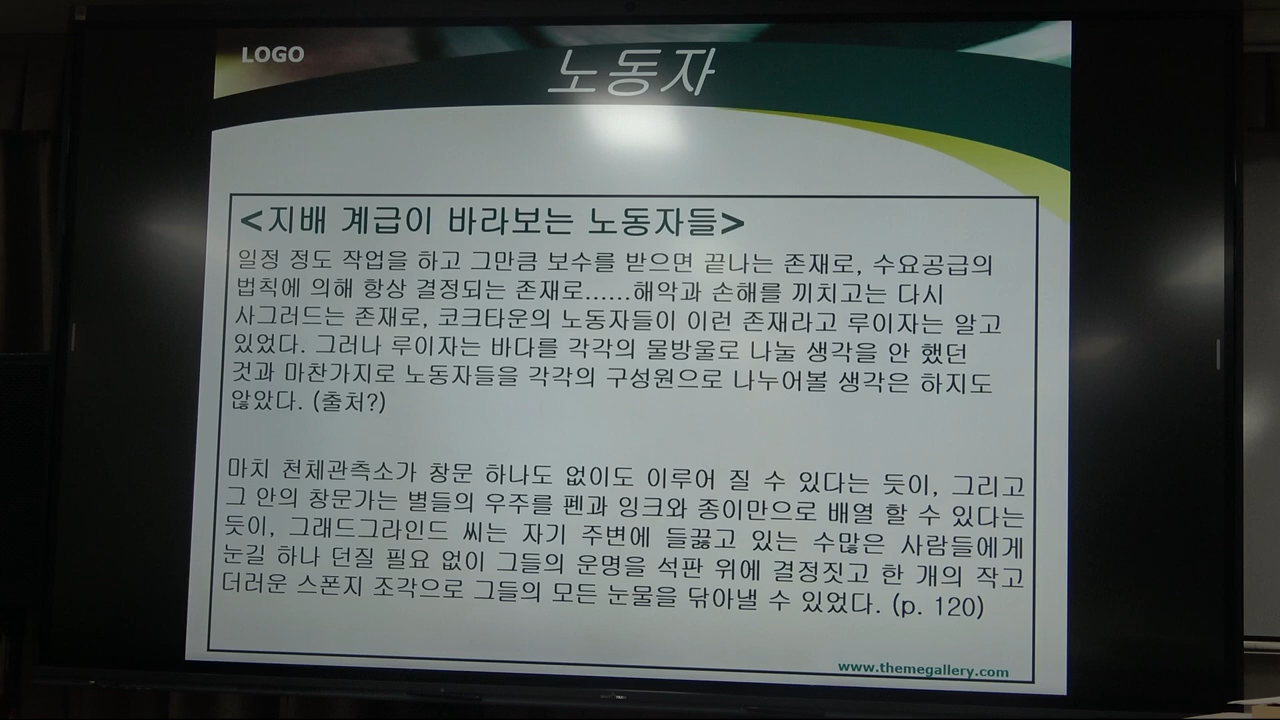 LOGO
노동자
<지배 계급이 바라보는 노동자들>
일정 정도 작업을 하고 그만큼 보수를 받으면 끝나는 존재로, 수요공급의
법칙에 의해 항상 결정되는 존재로......해악과 손해를 끼치고는 다시
사그러드는 존재로, 코크타운의 노동자들이 이런 존재라고 루이자는 알고
있었다. 그러나 루이자는 바다를 각각의 물방울로 나눌 생각을 안 했던
것과 마찬가지로 노동자들을 각각의 구성원으로 나누어볼 생각은 하지도
않았다. (출처?)
마치 천체관측소가 창문 하나도 없이도 이루어 질 수 있다는 듯이, 그리고
그 안의 창문가는 별들의 우주를 펜과 잉크와 종이만으로 배열 할 수 있다는
듯이, 그래드그라인드 씨는 자기 주변에 들끓고 있는 수많은 사람들에게
눈길 하나 던질 필요 없이 그들의 운명을 석판 위에 결정짓고 한 개의 작고
더러운 스폰지 조각으로 그들의 모든 눈물을 닦아낼 수 있었다. (p. 120)
www.themegallery.com